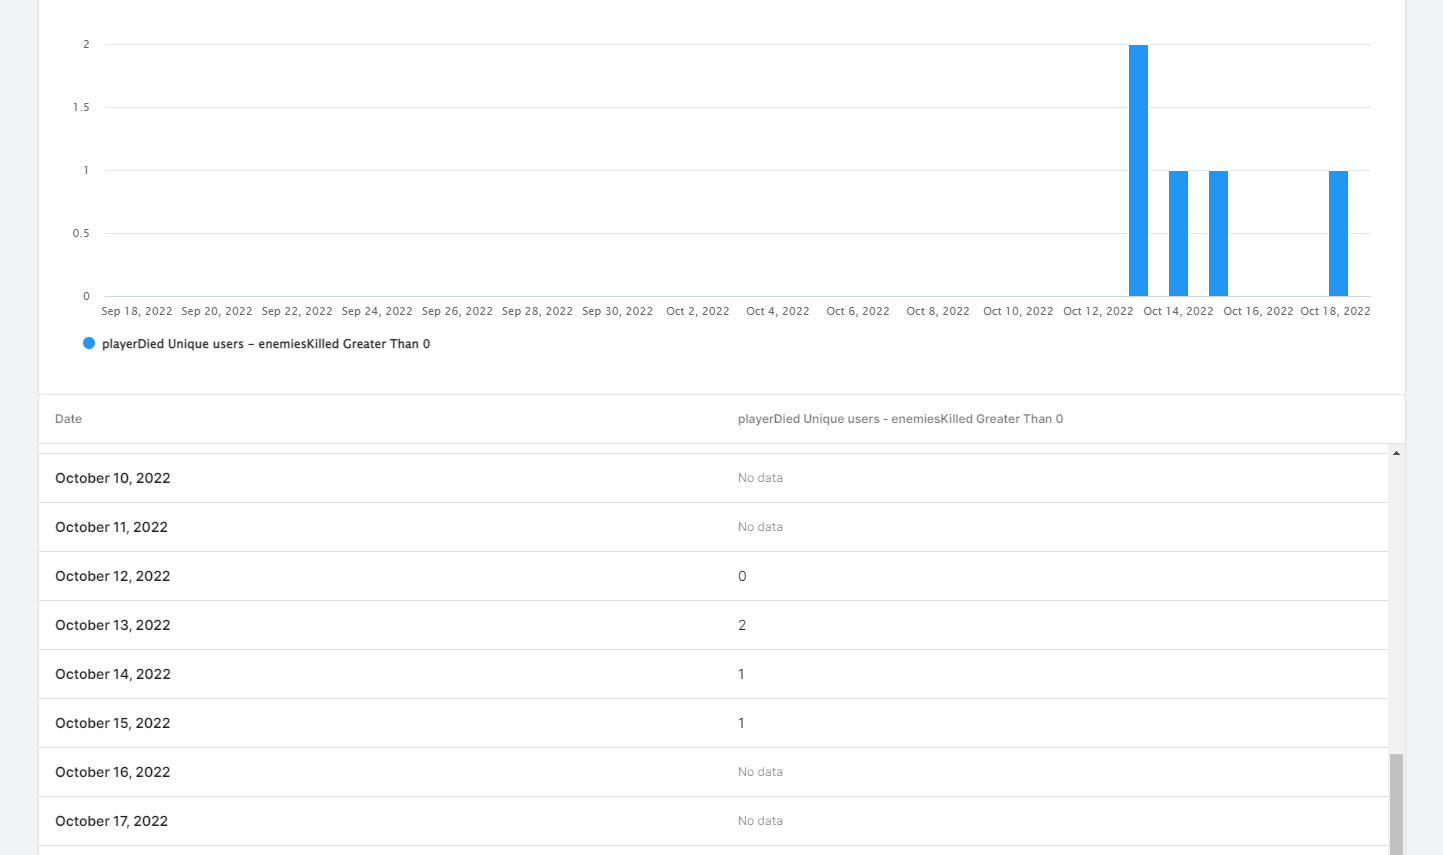 2
1.5
1
0.5
0
Sep 18, 2022 Sep 20, 2022 Sep 22, 2022 Sep 24, 2022 Sep 26, 2022 Sep 28, 2022 Sep 30, 2022 Oct 2, 2022 Oct 4, 2022 Oct 6, 2022 Oct 8, 2022 Oct 10, 2022 Oct 12, 2022 Oct 14, 2022 Oct 16, 2022 Oct 18, 2022
playerDied Unique users – enemiesKilled Greater Than 0
Date playerDied Unique users - enemiesKilled Greater Than 0
October 10, 2022 No data
October 11, 2022 No data
October 12, 2022 0
October 13, 2022 2
October 14, 2022 1
October 15, 2022 1
October 16, 2022 No data
October 17, 2022 No data